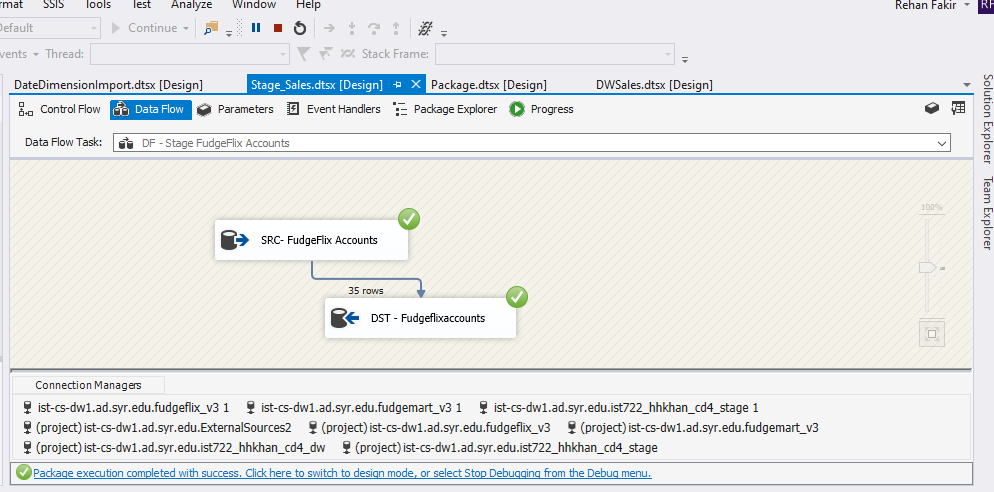 rmat SSIS Tools Test Analyze Window Help Rehan Fakir RF
Default Continue
vents Thread: Stack Frame:
DateDimensionImport.dtsx [Design] Stage_Sales.dtsx [Design] Package.dtsx [Design] DWSales.dtsx [Design]
Control Flow Data Flow Parameters Event Handlers Package Explorer Progress
Data Flow Task: DF - Stage FudgeFlix Accounts
100%
SRC- FudgeFlix Accounts
35 rows
DST - Fudgeflixaccounts
Connection Managers
ist-cs-dw1.ad.syr.edu.fudgeflix_v3 1 ist-cs-dw1.ad.syr.edu.fudgemart_v3 1 ist-cs-dw1.ad.syr.edu.ist722_hhkhan_cd4_stage 1
(project) ist-cs-dw1.ad.syr.edu.ExternalSources2 (project) ist-cs-dw1.ad.syr.edu.fudgeflix_v3 (project) ist-cs-dw1.ad.syr.edu.fudgemart_v3
(project) ist-cs-dw1.ad.syr.edu.ist722_hhkhan_cd4_dw (project) ist-cs-dw1.ad.syr.edu.ist722_hhkhan_cd4_stage
Package execution completed with success. Click here to switch to design mode, or select Stop Debugging from the Debug menu.
Solution Explorer
Team Explorer